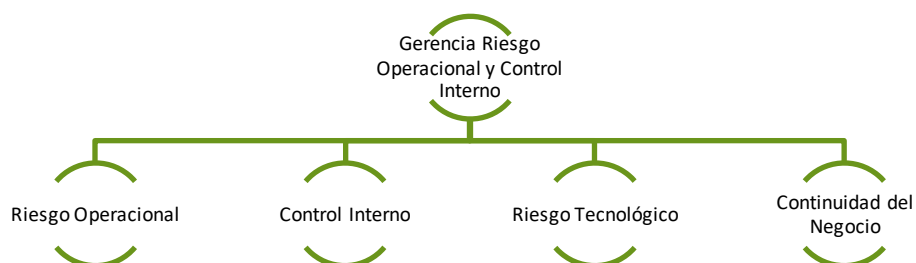 Gerencia Riesgo
Operacional y Control
Interno
Riesgo Operacional
Control Interno
Riesgo Tecnológico
Continuidad del
Negocio